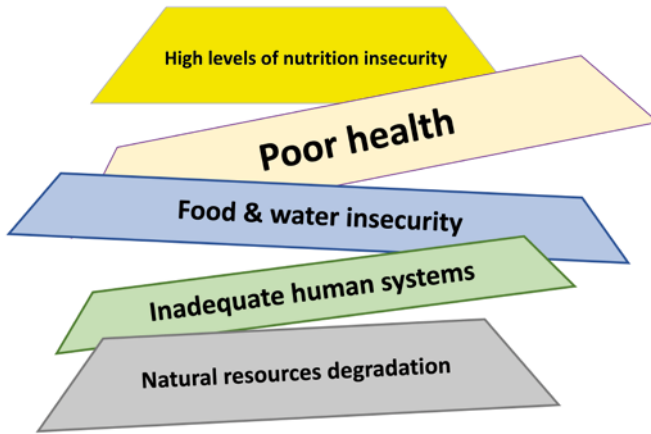 High levels of nutrition insecurity
Poor health
Food & water insecurity
Inadequate human systems
Natural resources degradation